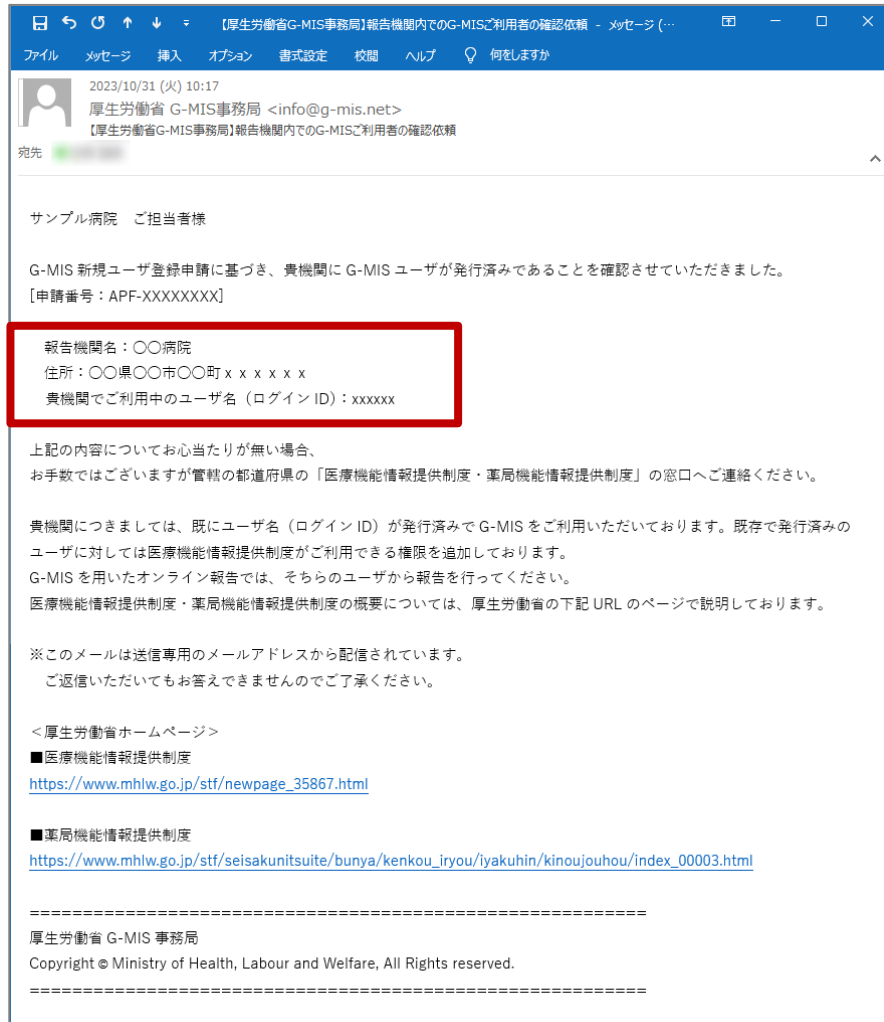 【厚生労働省G-MIS事務局】報告機関内でのG-MISご利用者の確認依頼 - メッセージ (…
ファイル メッセージ 挿入 オプション 書式設定 校閲 ヘルプ 何をしますか
2023/10/31 (火) 10:17
厚生労働省 G-MIS事務局 <info@g-mis.net>
【厚生労働省G-MIS事務局】報告機関内でのG-MISご利用者の確認依頼
宛先
サンプル病院 ご担当者様
G-MIS 新規ユーザ登録申請に基づき、貴機関に G-MIS ユーザが発行済みであることを確認させていただきました。
[申請番号：APF-XXXXXXXX]
報告機関名：〇〇病院
住所：〇〇県〇〇市〇〇町ｘｘｘｘｘｘ
貴機関でご利用中のユーザ名（ログイン ID）：xxxxxx
上記の内容についてお心当たりが無い場合、
お手数ではございますが管轄の都道府県の「医療機能情報提供制度・薬局機能情報提供制度」の窓口へご連絡ください。
貴機関につきましては、既にユーザ名（ログイン ID）が発行済みで G-MIS をご利用いただいております。既存で発行済みの
ユーザに対しては医療機能情報提供制度がご利用できる権限を追加しております。
G-MIS を用いたオンライン報告では、そちらのユーザから報告を行ってください。
医療機能情報提供制度・薬局機能情報提供制度の概要については、厚生労働省の下記 URL のページで説明しております。
※このメールは送信専用のメールアドレスから配信されています。
ご返信いただいてもお答えできませんのでご了承ください。
＜厚生労働省ホームページ＞
■医療機能情報提供制度
https://www.mhlw.go.jp/stf/newpage_35867.html
■薬局機能情報提供制度
https://www.mhlw.go.jp/stf/seisakunitsuite/bunya/kenkou_iryou/iyakuhin/kinoujouhou/index_00003.html
==========================================================
厚生労働省 G-MIS 事務局
Copyright © Ministry of Health, Labour and Welfare, All Rights reserved.
==========================================================